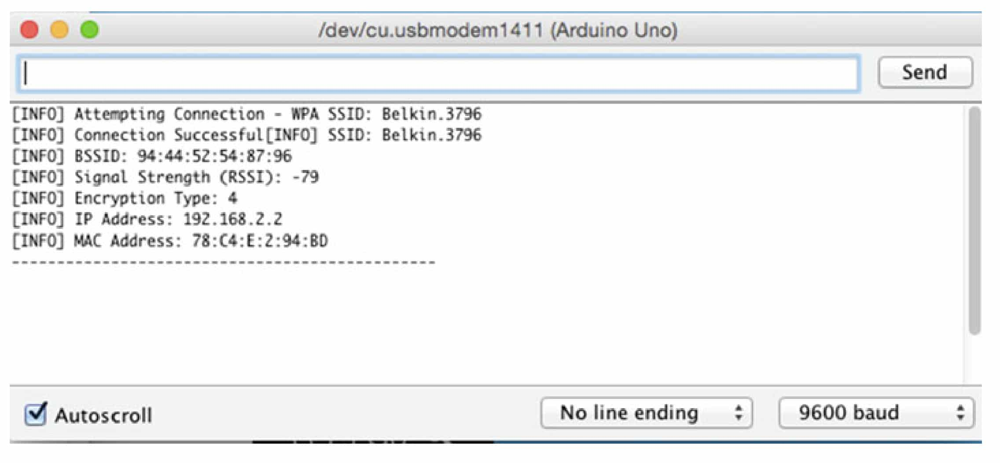 /dev/cu.usbmodem1411 (Arduino Uno)
Send
[INFO] Attempting Connection - WPA SSID: Belkin.3796
[INFO] Connection Successful[INFO] SSID: Belkin.3796
[INFO] BSSID: 94:44:52:54:87:96
[INFO] Signal Strength (RSSI): -79
[INFO] Encryption Type: 4
[INFO] IP Address: 192.168.2.2
[INFO] MAC Address: 78:C4:E:2:94:BD
-----------------------------------------------
Autoscroll
No line ending
9600 baud